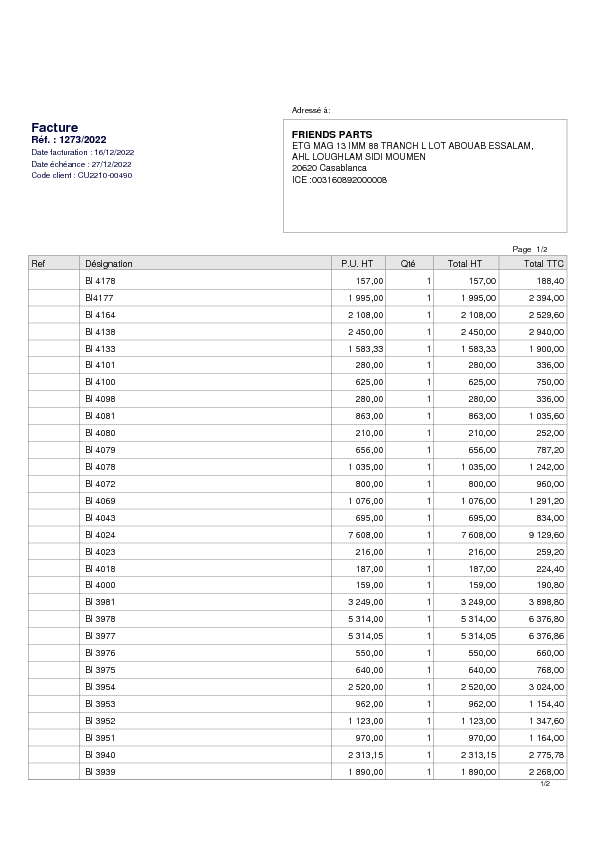 Adressé à:
Facture
Réf. : 1273/2022
Date facturation : 16/12/2022
Date échéance : 27/12/2022
Code client : CU2210-00490
FRIENDS PARTS
ETG MAG 13 IMM 88 TRANCH L LOT ABOUAB ESSALAM,
AHL LOUGHLAM SIDI MOUMEN
20620 Casablanca
ICE :003160892000008
Page 1/2
Ref Désignation P.U. HT Qté Total HT Total TTC
Bl 4178 157,00 1 157,00 188,40
Bl4177 1 995,00 1 1 995,00 2 394,00
Bl 4164 2 108,00 1 2 108,00 2 529,60
Bl 4138 2 450,00 1 2 450,00 2 940,00
Bl 4133 1 583,33 1 1 583,33 1 900,00
Bl 4101 280,00 1 280,00 336,00
Bl 4100 625,00 1 625,00 750,00
Bl 4098 280,00 1 280,00 336,00
Bl 4081 863,00 1 863,00 1 035,60
Bl 4080 210,00 1 210,00 252,00
Bl 4079 656,00 1 656,00 787,20
Bl 4078 1 035,00 1 1 035,00 1 242,00
Bl 4072 800,00 1 800,00 960,00
Bl 4069 1 076,00 1 1 076,00 1 291,20
Bl 4043 695,00 1 695,00 834,00
Bl 4024 7 608,00 1 7 608,00 9 129,60
Bl 4023 216,00 1 216,00 259,20
Bl 4018 187,00 1 187,00 224,40
Bl 4000 159,00 1 159,00 190,80
Bl 3981 3 249,00 1 3 249,00 3 898,80
Bl 3978 5 314,00 1 5 314,00 6 376,80
Bl 3977 5 314,05 1 5 314,05 6 376,86
Bl 3976 550,00 1 550,00 660,00
Bl 3975 640,00 1 640,00 768,00
Bl 3954 2 520,00 1 2 520,00 3 024,00
Bl 3953 962,00 1 962,00 1 154,40
Bl 3952 1 123,00 1 1 123,00 1 347,60
Bl 3951 970,00 1 970,00 1 164,00
Bl 3940 2 313,15 1 2 313,15 2 775,78
Bl 3939 1 890,00 1 1 890,00 2 268,00
1/2